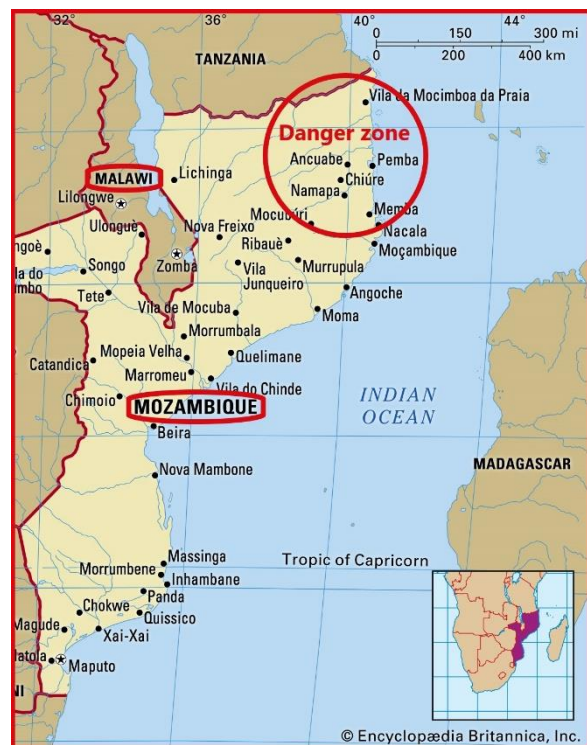 32°
36
40
44°
0 150 300 mi
0 200 400 km
TANZANIA
Vila da Mocimboa da Praia
Danger zone
Ancuabe
Pemba
MALAWI
Lichinga
Chiúre
Namapa
Lilongwe
Memba
Mocubúri
Ulonguè
Nova Freixo
Nacala
Ribauè
Moçambique
Songo
Zomba
Vila
Junqueiro
Murrupula
Tete
Angoche
Vila de Mocuba
Moma
Morrumbala
Mopeia Velha
Quelimane
Catandica
Marromeu
Vila do Chinde
INDIAN
OCEAN
Chimoio
MOZAMBIQUE
Beira
MADAGASCAR
Nova Mambone
Massinga
Tropic of Capricorn
Morrumbene
Inhambane
Panda
Chokwe
Quissico
Magude
Xai-Xai
Maputo
© Encyclopædia Britannica, Inc.